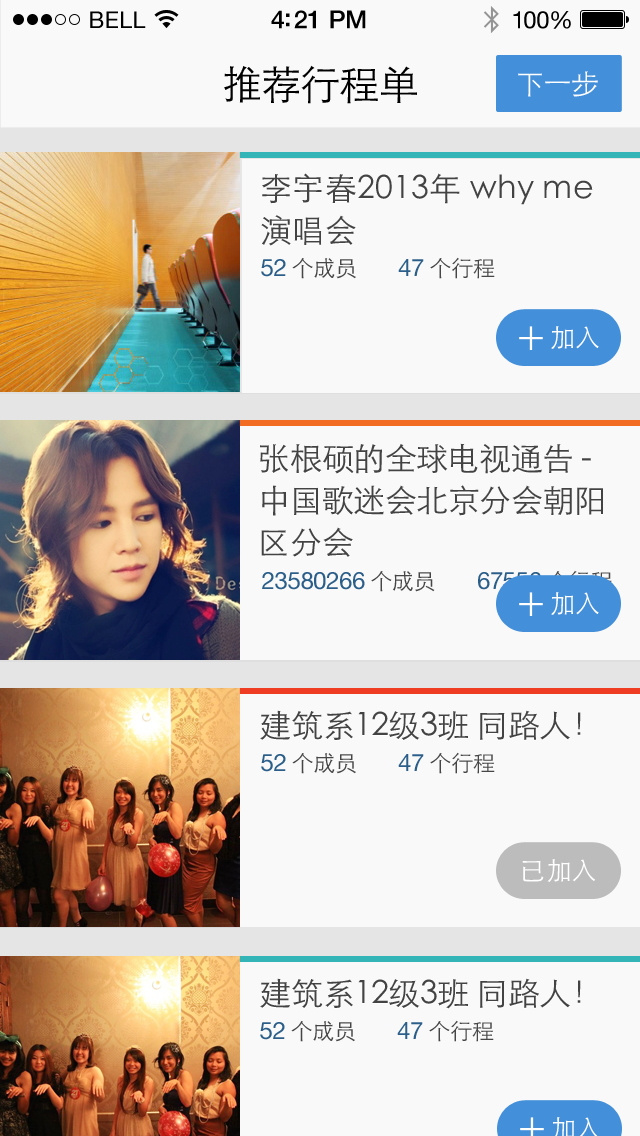 BELL 4:21 PM 100%
推荐行程单 下一步
李宇春2013年 why me
演唱会
52 个成员 47 个行程
加入
张根硕的全球电视通告 -
中国歌迷会北京分会朝阳
区分会
23580266 个成员
加入
建筑系12级3班 同路人!
52 个成员 47 个行程
已加入
建筑系12级3班 同路人!
52 个成员 47 个行程
加入